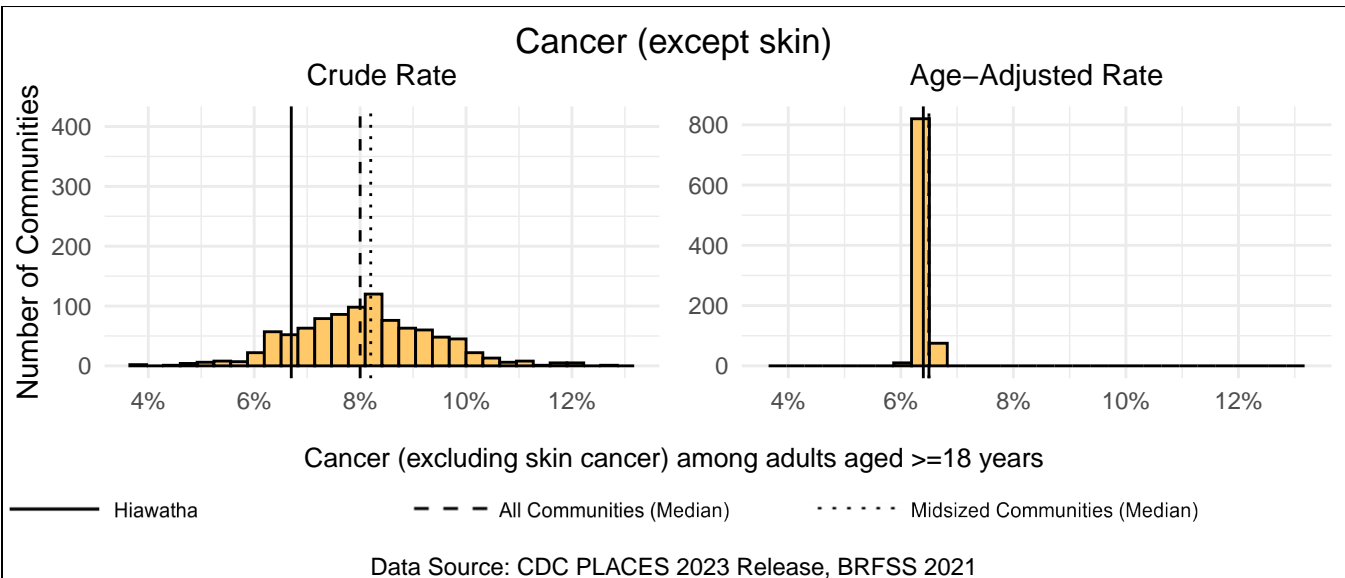 Cancer (except skin)
Crude Rate
Age−Adjusted Rate
Number of Communities
400
300
200
100
0
4%
6%
8%
10%
12%
800
600
400
200
0
4%
6%
8%
10%
12%
Cancer (excluding skin cancer) among adults aged >=18 years
Hiawatha
All Communities (Median)
Midsized Communities (Median)
Data Source: CDC PLACES 2023 Release, BRFSS 2021